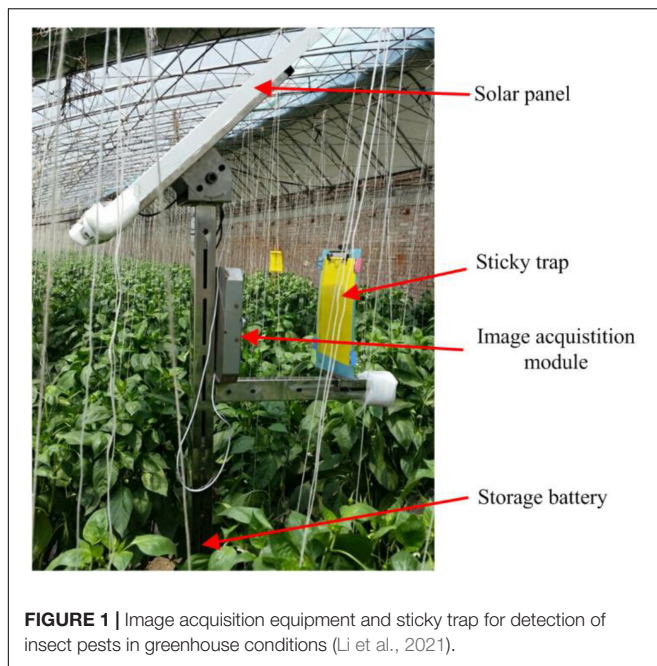 Solar panel
Sticky trap
Image acquistition
module
Storage battery
FIGURE 1 | Image acquisition equipment and sticky trap for detection of
insect pests in greenhouse conditions (Li et al., 2021).